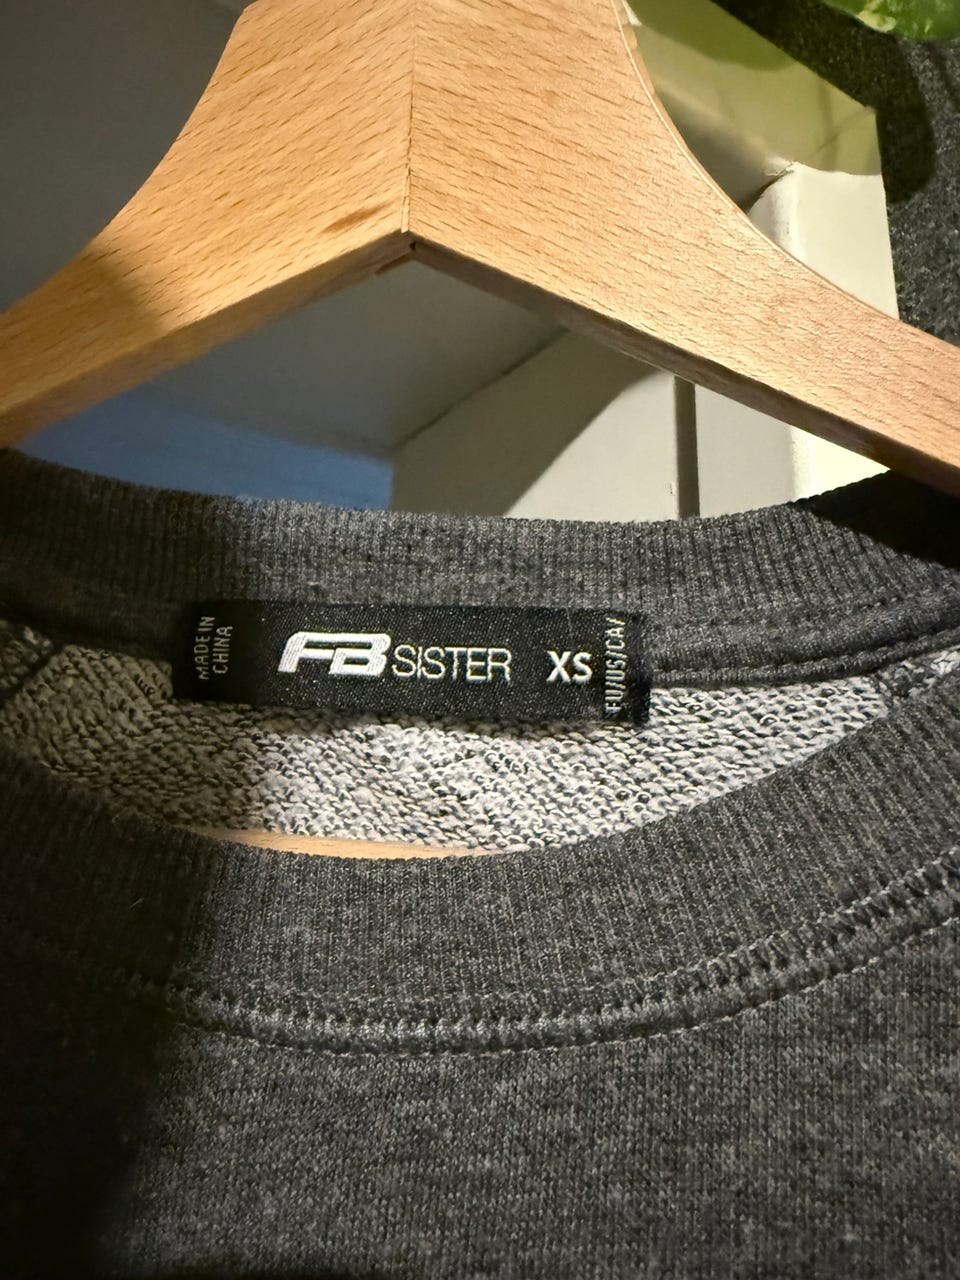 MADE IN
CHINA
FB SISTER XS
EU/US/CA/